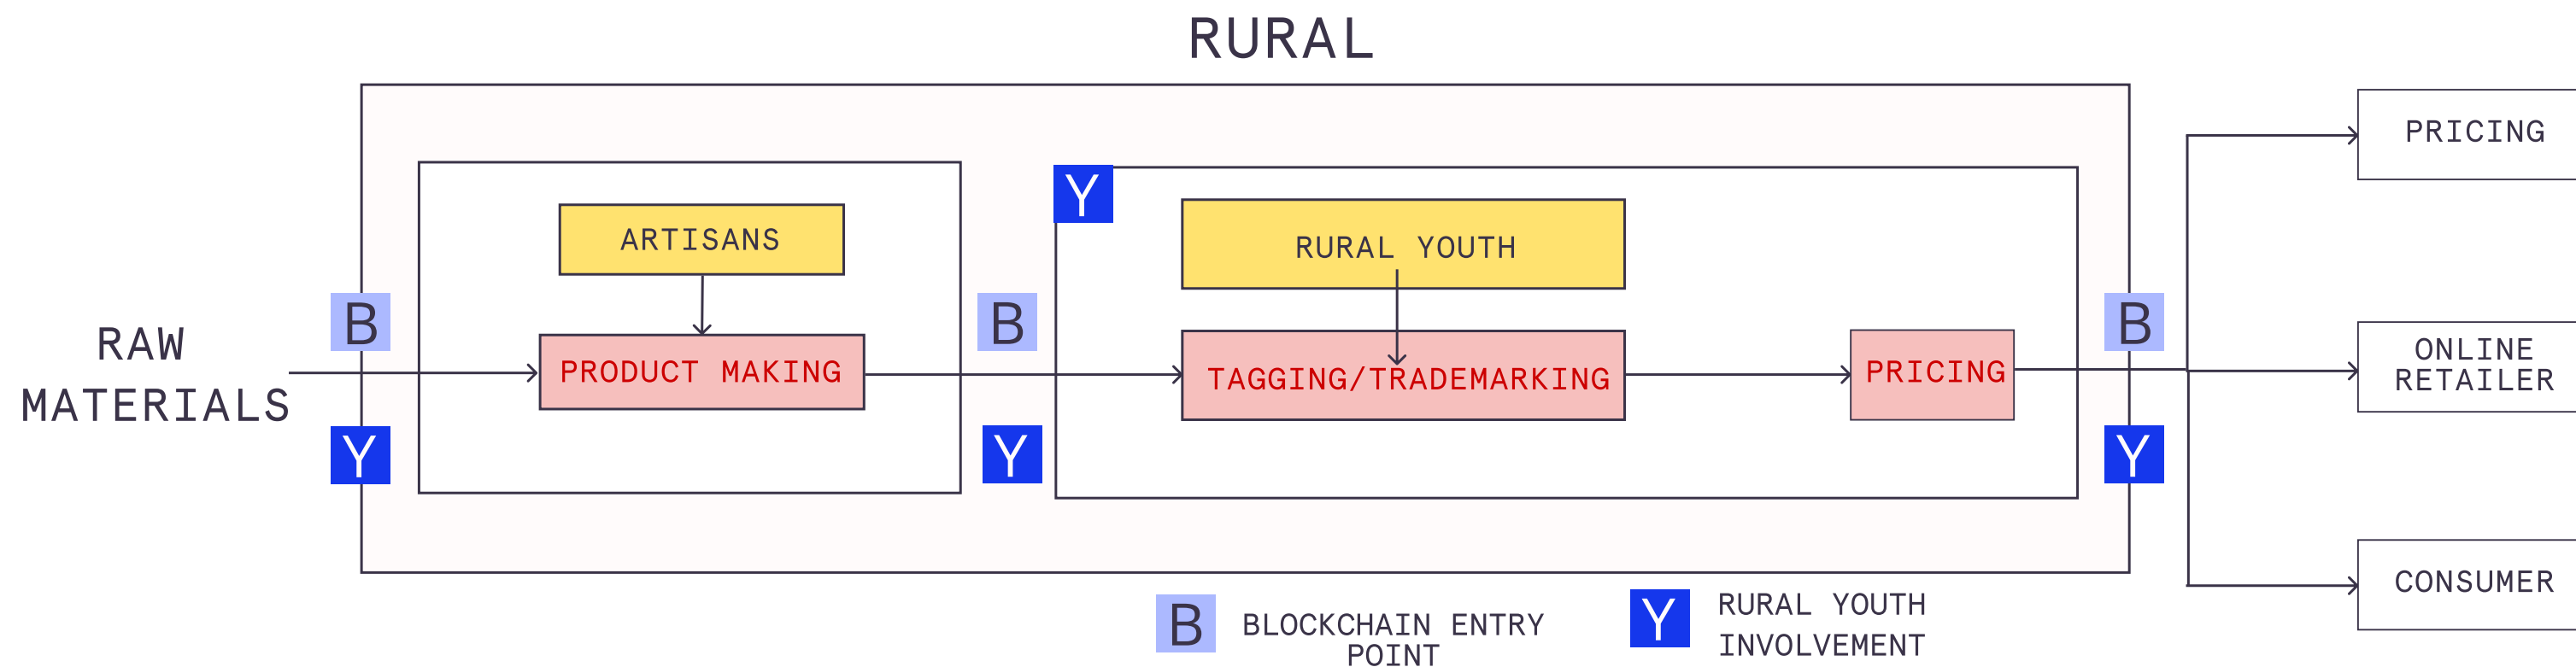 RURAL
PRICING
Y
ARTISANS
RURAL YOUTH
B
B
B
RAW
MATERIALS
PRODUCT MAKING
TAGGING/TRADEMARKING
PRICING
ONLINE
RETAILER
Y
Y
Y
CONSUMER
B
BLOCKCHAIN ENTRY
POINT
Y
RURAL YOUTH
INVOLVEMENT